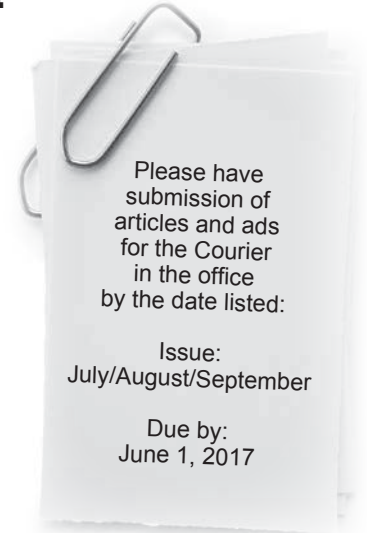 Please have
submission of
articles and ads
for the Courier
in the office
by the date listed:
Issue:
July/August/September
Due by:
June 1, 2017